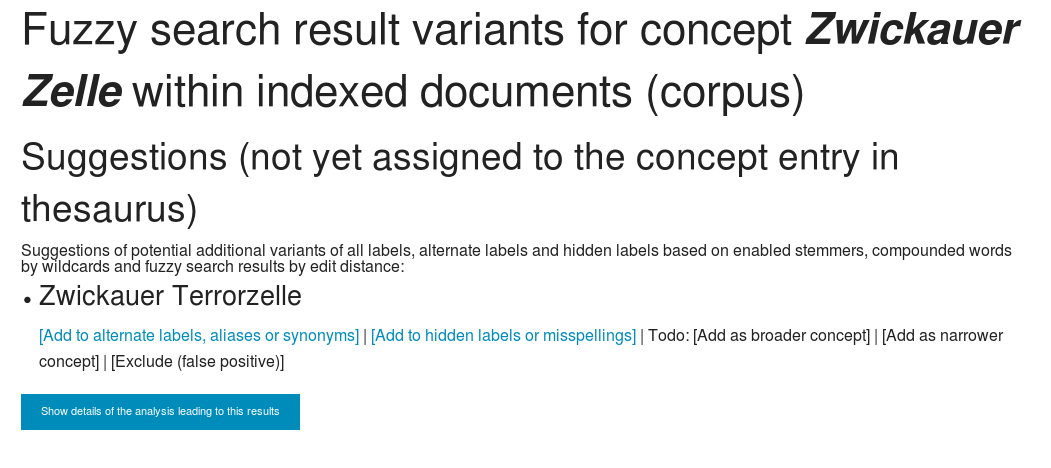 Fuzzy search result variants for concept Zwickauer
Zelle within indexed documents (corpus)
Suggestions (not yet assigned to the concept entry in
thesaurus)
Suggestions of potential additional variants of all labels, alternate labels and hidden labels based on enabled stemmers, compounded words
by wildcards and fuzzy search results by edit distance:
• Zwickauer Terrorzelle
[Add to alternate labels, aliases or synonyms] | [Add to hidden labels or misspellings] | Todo: [Add as broader concept] | [Add as narrower
concept] | [Exclude (false positive)]
Show details of the analysis leading to this results